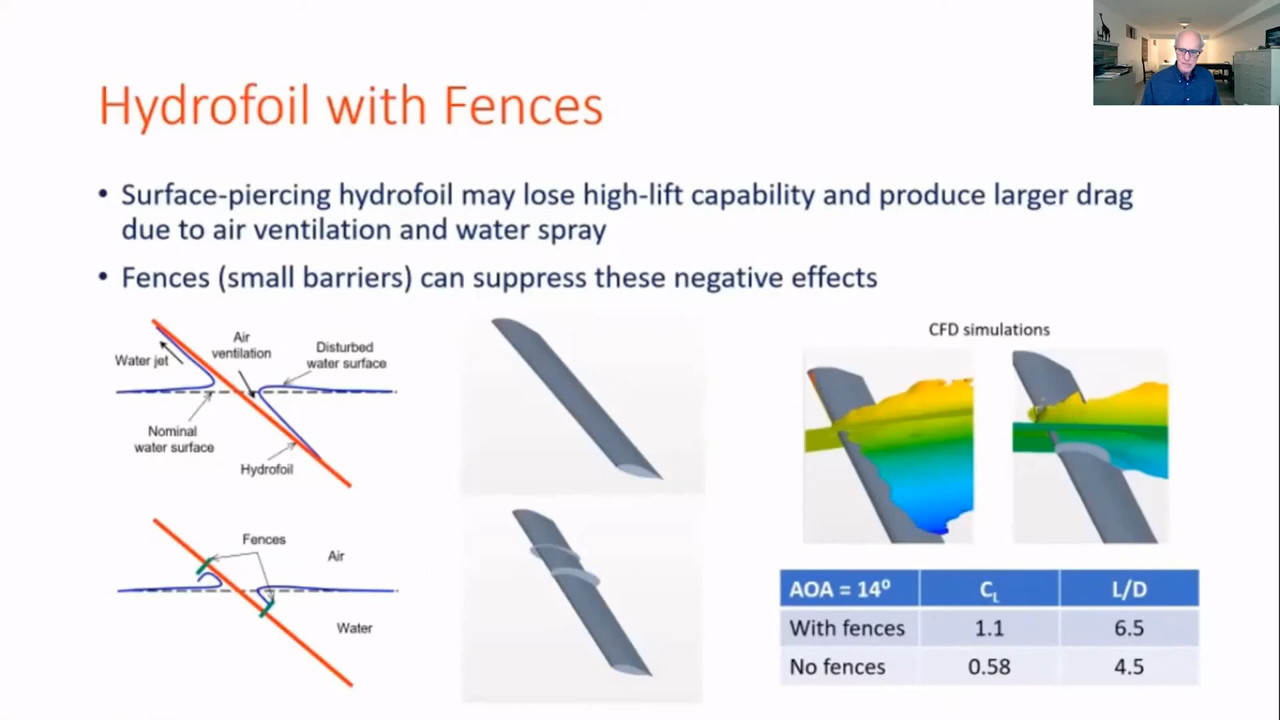 Hydrofoil with Fences
• Surface-piercing hydrofoil may lose high-lift capability and produce larger drag
due to air ventilation and water spray
• Fences (small barriers) can suppress these negative effects
Water jet
Air
ventilation
Disturbed
water surface
Nominal
water surface
Hydrofoil
Fences
Air
Water
CFD simulations
AOA = 14⁰ C_L L/D
With fences 1.1 6.5
No fences 0.58 4.5